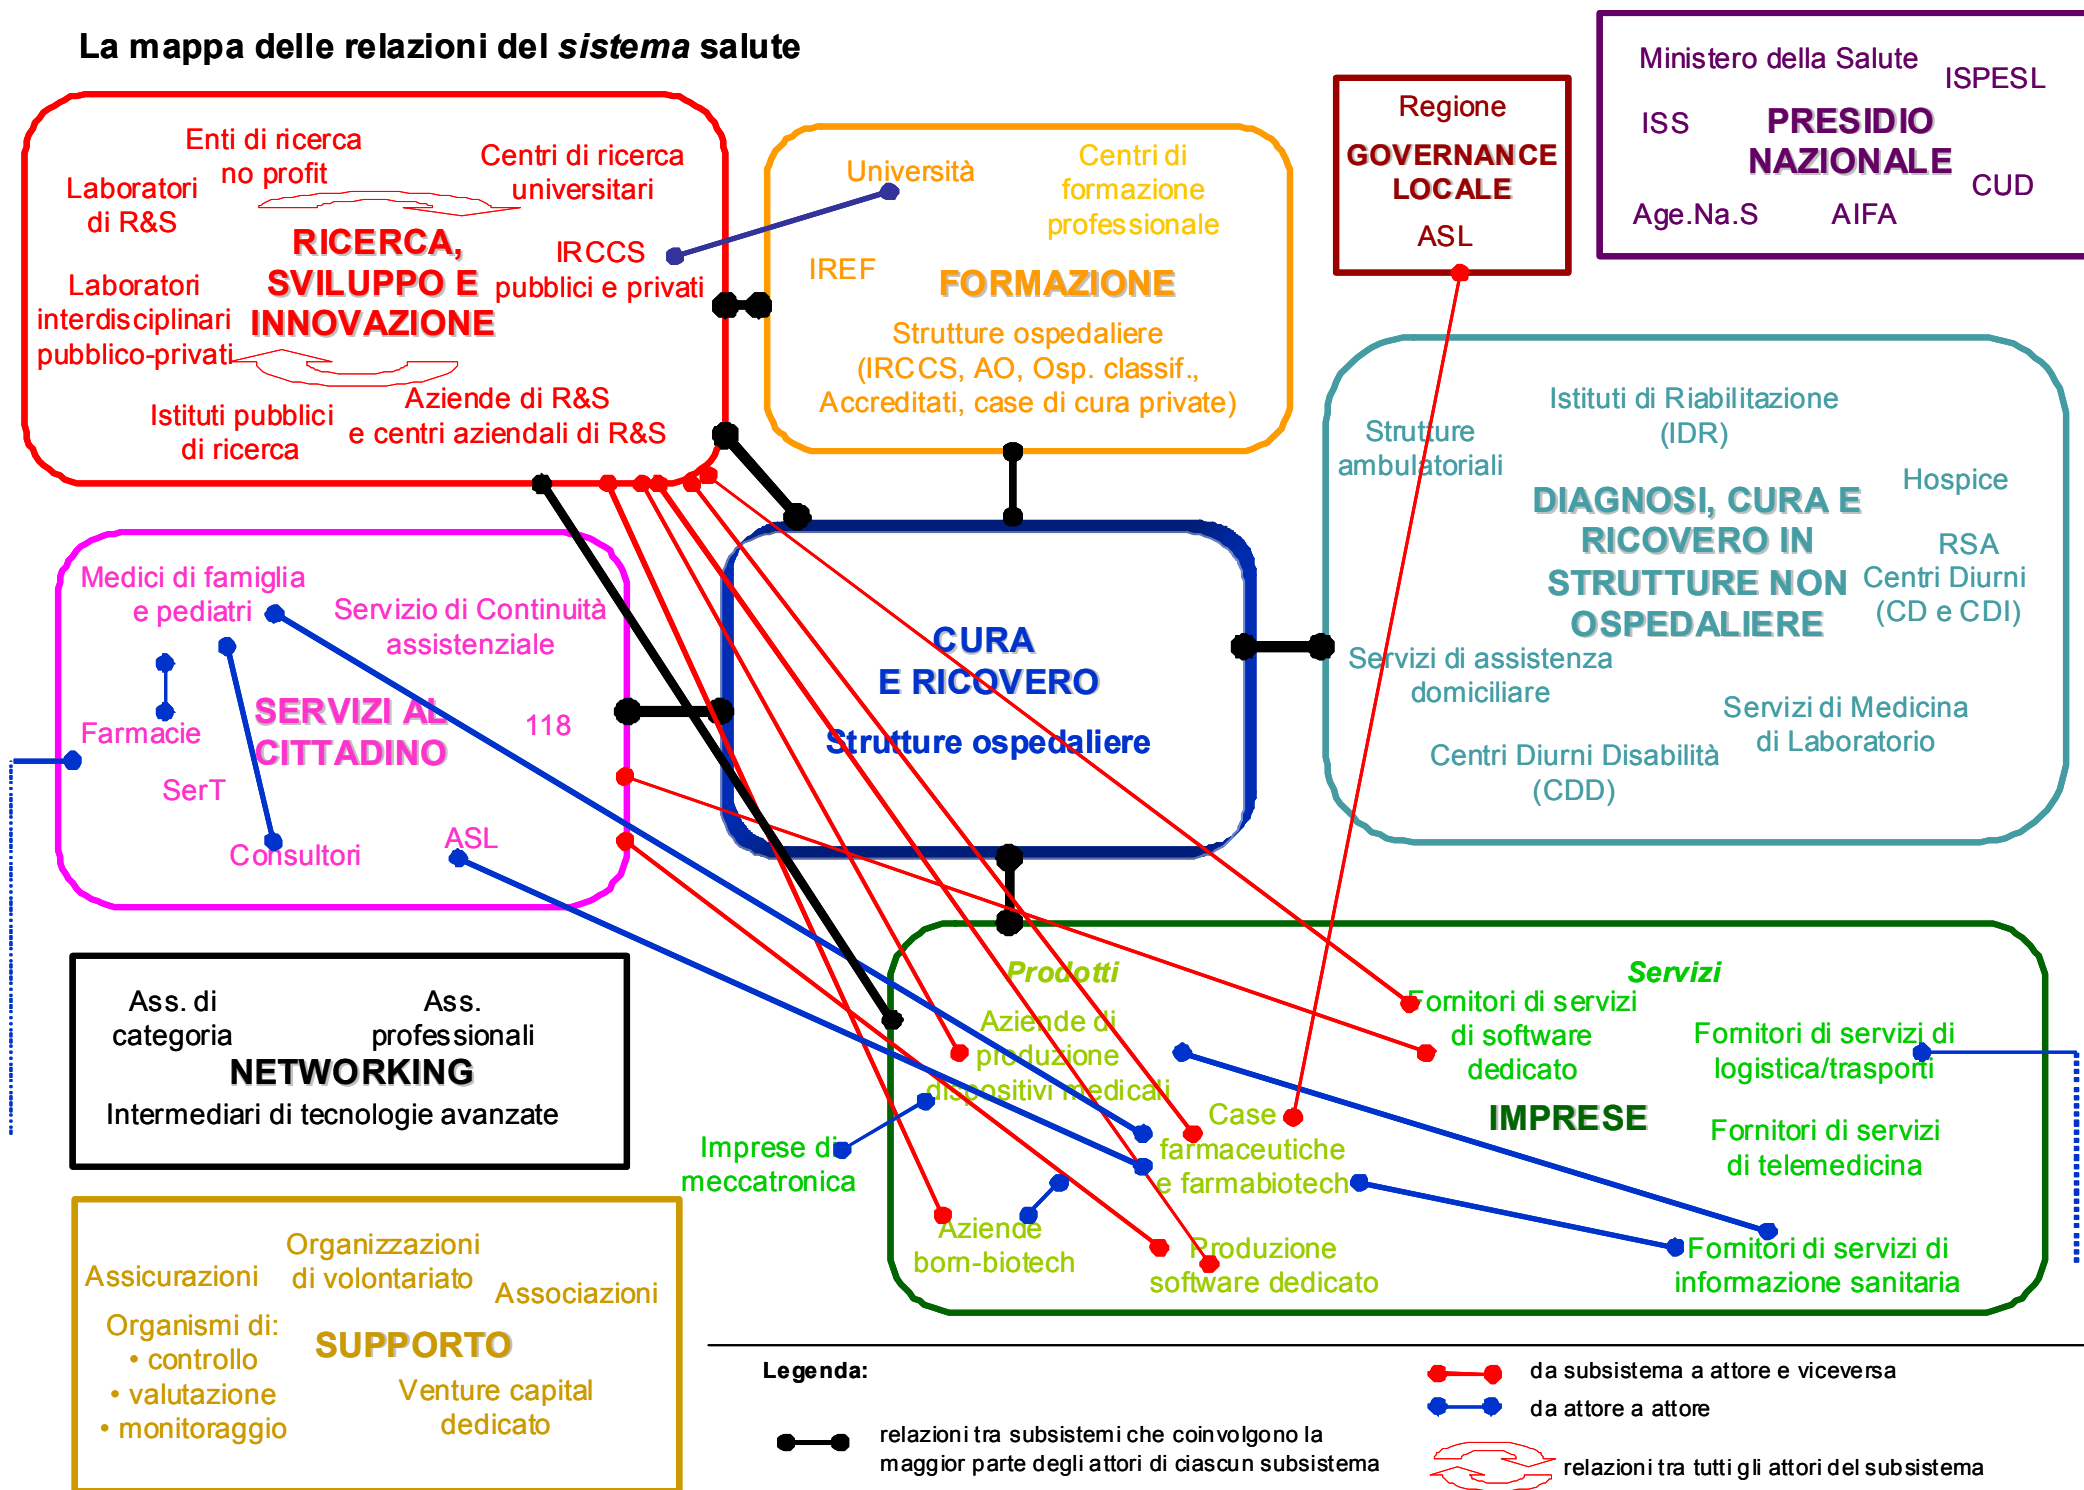 La mappa delle relazioni del sistema salute
Enti di ricerca
no profit
Centri di ricerca
universitari
Laboratori
di R&S
RICERCA,
SVILUPPO E
INNOVAZIONE
IRCCS
pubblici e privati
Laboratori
interdisciplinari
pubblico-privati
Istituti pubblici
di ricerca
Aziende di R&S
e centri aziendali di R&S
Università
Centri di
formazione
professionale
IREF
FORMAZIONE
Strutture ospedaliere
(IRCCS, AO, Osp. classif.,
Accreditati, case di cura private)
Regione
GOVERNANCE
LOCALE
ASL
Ministero della Salute
ISPESL
ISS
PRESIDIO
NAZIONALE
CUD
Age.Na.S
AIFA
Istituti di Riabilitazione
(IDR)
Strutture
ambulatoriali
Hospice
DIAGNOSI, CURA E
RICOVERO IN
STRUTTURE NON
OSPEDALIERE
RSA
Centri Diurni
(CD e CDI)
Servizi di assistenza
domiciliare
Servizi di Medicina
di Laboratorio
Centri Diurni Disabilità
(CDD)
Medici di famiglia
e pediatri
Servizio di Continuità
assistenziale
SERVIZI AL
CITTADINO
118
Farmacie
SerT
Consultori
ASL
CURA
E RICOVERO
Strutture ospedaliere
Ass. di
categoria
Ass.
professionali
NETWORKING
Intermediari di tecnologie avanzate
Prodotti
Servizi
Aziende di
produzione
dispositivi medicali
Fornitori di servizi
di software
dedicato
Fornitori di servizi di
logistica/trasporti
IMPRESE
Case
farmaceutiche
e farmabiotech
Imprese di
meccatronica
Fornitori di servizi
di telemedicina
Aziende
born-biotech
Produzione
software dedicato
Fornitori di servizi di
informazione sanitaria
Assicurazioni
Organizzazioni
di volontariato
Associazioni
Organismi di:
• controllo
• valutazione
• monitoraggio
SUPPORTO
Venture capital
dedicato
Legenda:
relazioni tra subsistemi che coinvolgono la
maggior parte degli attori di ciascun subsistema
da subsistema a attore e viceversa
da attore a attore
relazioni tra tutti gli attori del subsistema